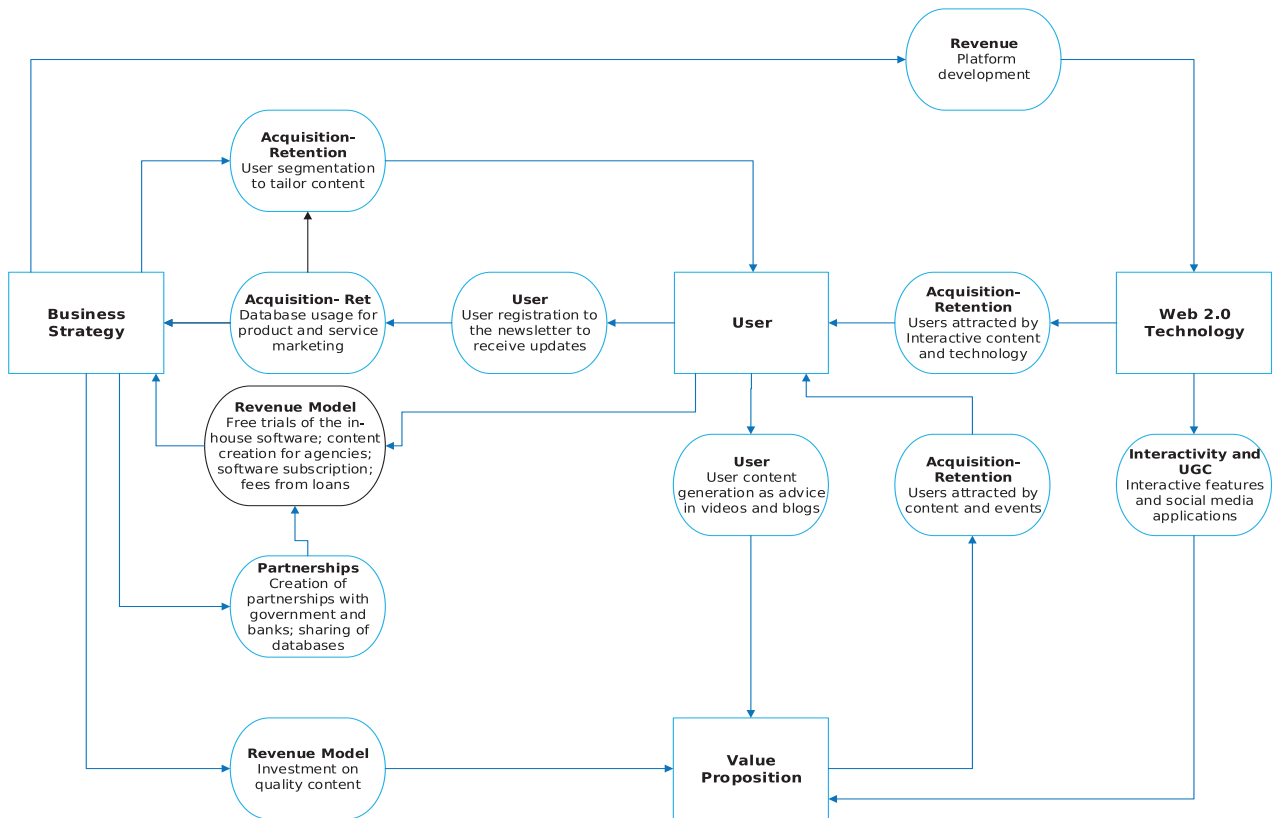 Revenue
Platform
development
Acquisition-
Retention
User segmentation
to tailor content
Business
Strategy
Acquisition- Ret
Database usage for
product and service
marketing
User
User registration to
the newsletter to
receive updates
User
Acquisition-
Retention
Users attracted by
Interactive content
and technology
Web 2.0
Technology
Revenue Model
Free trials of the in-
house software; content
creation for agencies;
software subscription;
fees from loans
User
User content
generation as advice
in videos and blogs
Acquisition-
Retention
Users attracted by
content and events
Interactivity and
UGC
Interactive features
and social media
applications
Partnerships
Creation of
partnerships with
government and
banks; sharing of
databases
Revenue Model
Investment on
quality content
Value
Proposition